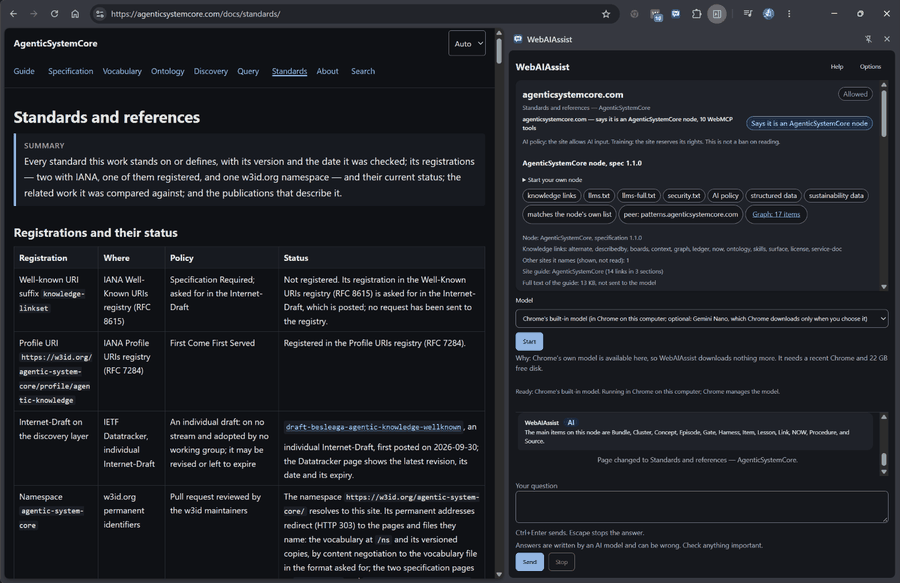 https://agenticsystemcore.com/docs/standards/
AgenticSystemCore
Auto
Guide Specification Vocabulary Ontology Discovery Query Standards About Search
Standards and references
SUMMARY
Every standard this work stands on or defines, with its version and the date it was checked; its registrations
— two with IANA, one of them registered, and one w3id.org namespace — and their current status; the
related work it was compared against; and the publications that describe it.
Registrations and their status
Registration Where Policy Status
Well-known URI
suffix knowledge-
linkset
IANA Well-
Known URIs
registry (RFC
8615)
Specification Required;
asked for in the Internet-
Draft
Not registered. Its registration in the Well-Known
URIs registry (RFC 8615) is asked for in the Internet-
Draft, which is posted; no request has been sent to
the registry.
Profile URI
https://w3id.org/
agentic-system-
core/profile/agen
tic-knowledge
IANA Profile
URIs registry
(RFC 7284)
First Come First Served
Registered in the Profile URIs registry (RFC 7284).
Internet-Draft on
the discovery layer
IETF
Datatracker,
individual
Internet-Draft
An individual draft: on no
stream and adopted by no
working group; it may be
revised or left to expire
draft-besleaga-agentic-knowledge-wellknown, an
individual Internet-Draft, first posted on 2026-09-30;
the Datatracker page shows the latest revision, its
date and its expiry.
Namespace
agentic-system-
core
w3id.org
permanent
identifiers
Pull request reviewed by
the w3id maintainers
The namespace https://w3id.org/agentic-system-
core/ resolves to this site. Its permanent addresses
redirect (HTTP 303) to the pages and files they
name: the vocabulary at /ns and its versioned
copies, by content negotiation to the vocabulary file
in the format asked for; the two specification pages
WebAIAssist
WebAIAssist
Help Options
agenticsystemcore.com
Allowed
Standards and references — AgenticSystemCore
agenticsystemcore.com — says it is an AgenticSystemCore node, 10 WebMCP
tools
Says it is an AgenticSystemCore node
AI policy: the site allows AI input. Training: the site reserves its rights. This is not a ban on reading.
AgenticSystemCore node, spec 1.1.0
Start your own node
knowledge links llms.txt llms-full.txt security.txt AI policy structured data sustainability data
matches the node's own list peer: patterns.agenticsystemcore.com Graph: 17 items
Node: AgenticSystemCore, specification 1.1.0
Knowledge links: alternate, describedby, boards, context, graph, ledger, now, ontology, skills, surface, license, service-doc
Other sites it names (shown, not read): 1
Site guide: AgenticSystemCore (14 links in 3 sections)
Full text of the guide: 13 KB, not sent to the model
Model
Chrome's built-in model (in Chrome on this computer; optional: Gemini Nano, which Chrome downloads only when you choose it)
Start
Why: Chrome's own model is available here, so WebAIAssist downloads nothing more. It needs a recent Chrome and 22 GB
free disk.
Ready: Chrome's built-in model. Running in Chrome on this computer; Chrome manages the model.
WebAIAssist AI
The main items on this node are Bundle, Cluster, Concept, Episode, Gate, Harness, Item, Lesson, Link, NOW, Procedure, and
Source.
Page changed to Standards and references — AgenticSystemCore.
Your question
Ctrl+Enter sends. Escape stops the answer.
Answers are written by an AI model and can be wrong. Check anything important.
Send Stop